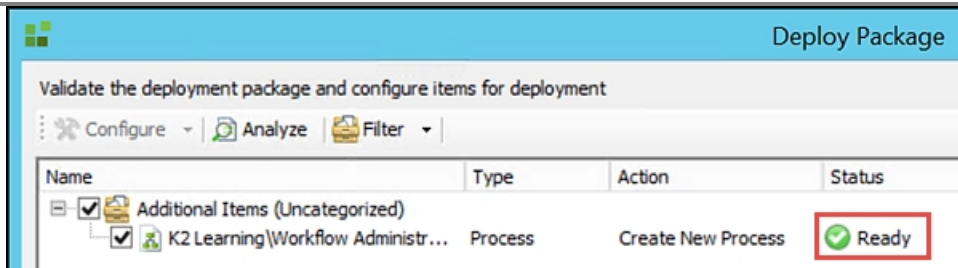 Deploy Package
Validate the deployment package and configure items for deployment
Configure Analyze Filter
Name Type Action Status
Additional Items (Uncategorized)
K2 Learning\Workflow Administr... Process Create New Process Ready